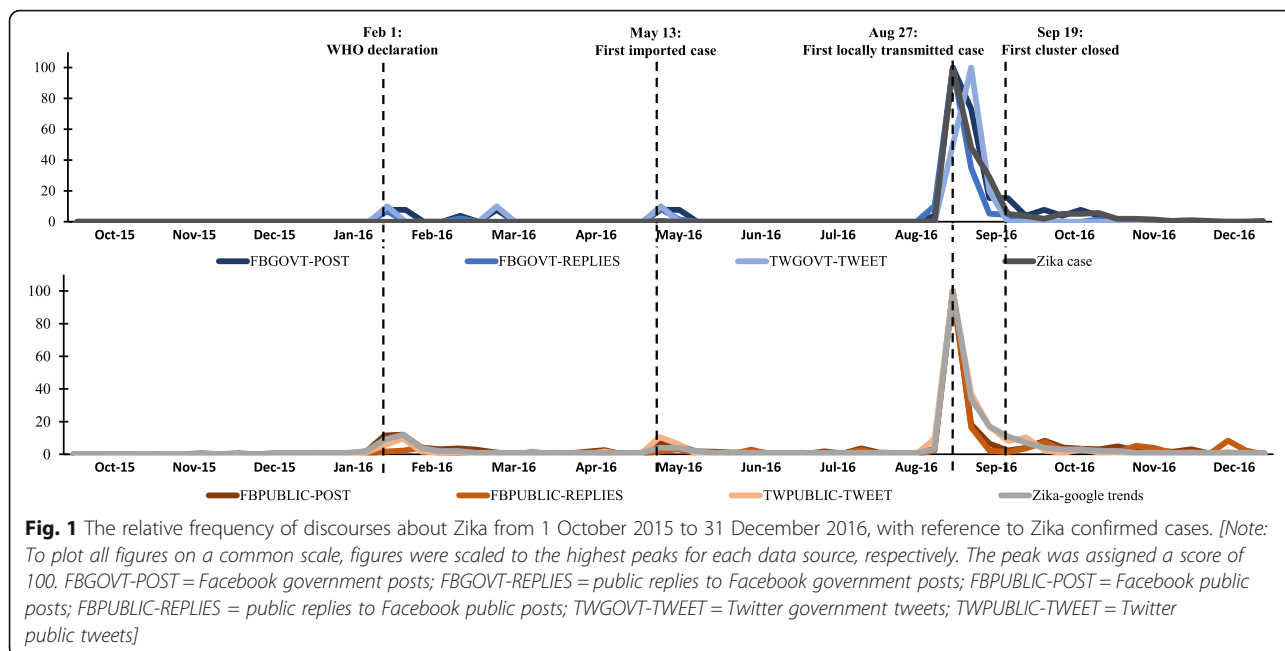 Feb 1: May 13: Aug 27: Sep 19:
WHO declaration First imported case First locally transmitted case First cluster closed
100
80
60
40
20
0
Oct-15 Nov-15 Dec-15 Jan-16 Feb-16 Mar-16 Apr-16 May-16 Jun-16 Jul-16 Aug-16 Sep-16 Oct-16 Nov-16 Dec-16
FBGOVT-POST FBGOVT-REPLIES TWGOVT-TWEET Zika case
100
80
60
40
20
0
Oct-15 Nov-15 Dec-15 Jan-16 Feb-16 Mar-16 Apr-16 May-16 Jun-16 Jul-16 Aug-16 Sep-16 Oct-16 Nov-16 Dec-16
FBPUBLIC-POST FBPUBLIC-REPLIES TWPUBLIC-TWEET Zika-google trends
Fig. 1 The relative frequency of discourses about Zika from 1 October 2015 to 31 December 2016, with reference to Zika confirmed cases. [Note:
To plot all figures on a common scale, figures were scaled to the highest peaks for each data source, respectively. The peak was assigned a score of
100. FBGOVT-POST = Facebook government posts; FBGOVT-REPLIES = public replies to Facebook government posts; FBPUBLIC-POST = Facebook public
posts; FBPUBLIC-REPLIES = public replies to Facebook public posts; TWGOVT-TWEET = Twitter government tweets; TWPUBLIC-TWEET = Twitter
public tweets]